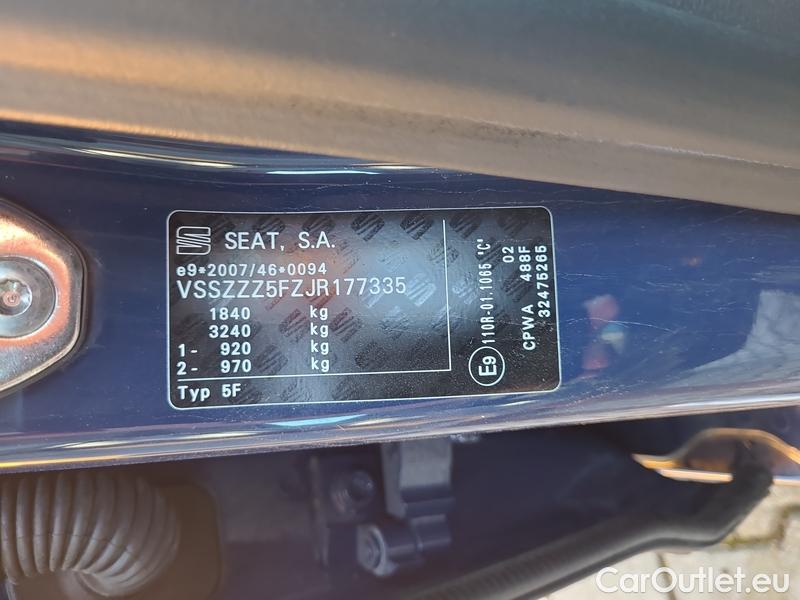 SEAT, S.A.
e9*2007/46*0094
VSSZZZ5FZJR177335
1840 kg
3240 kg
1- 920 kg
2- 970 kg
Typ 5F
E9 110R-01.1065 "C"
02
CPWA 488F
32475265
CarOutlet.eu